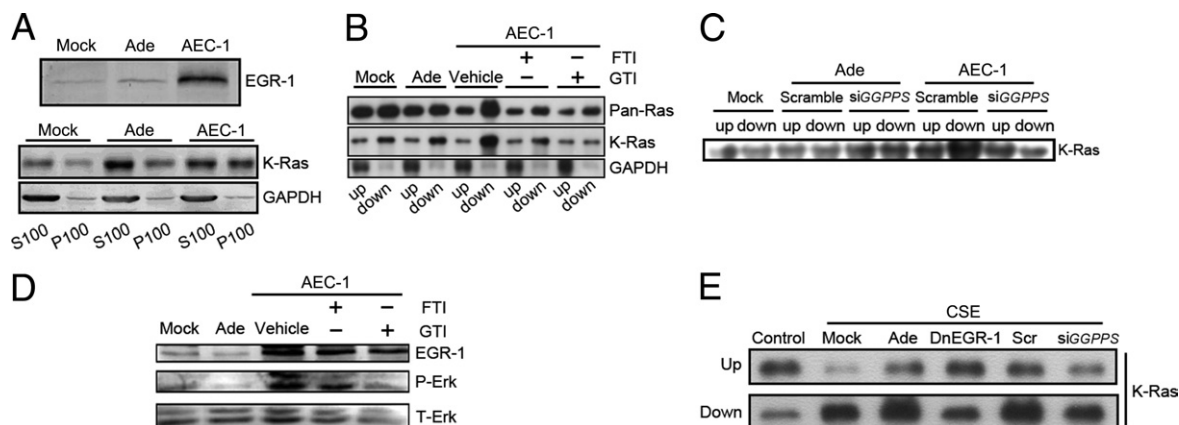 A
Mock Ade AEC-1
EGR-1
Mock Ade AEC-1
K-Ras
GAPDH
S100 P100 S100 P100 S100 P100
B
AEC-1
+ − FTI
Mock Ade Vehicle − + GTI
Pan-Ras
K-Ras
GAPDH
up down up down up down up down up down
C
Ade AEC-1
Mock Scramble siGGPPS Scramble siGGPPS
up down up down up down up down up down
K-Ras
D
AEC-1
+ − FTI
Mock Ade Vehicle − + GTI
EGR-1
P-Erk
T-Erk
E
CSE
Control Mock Ade DnEGR-1 Scr siGGPPS
Up
K-Ras
Down